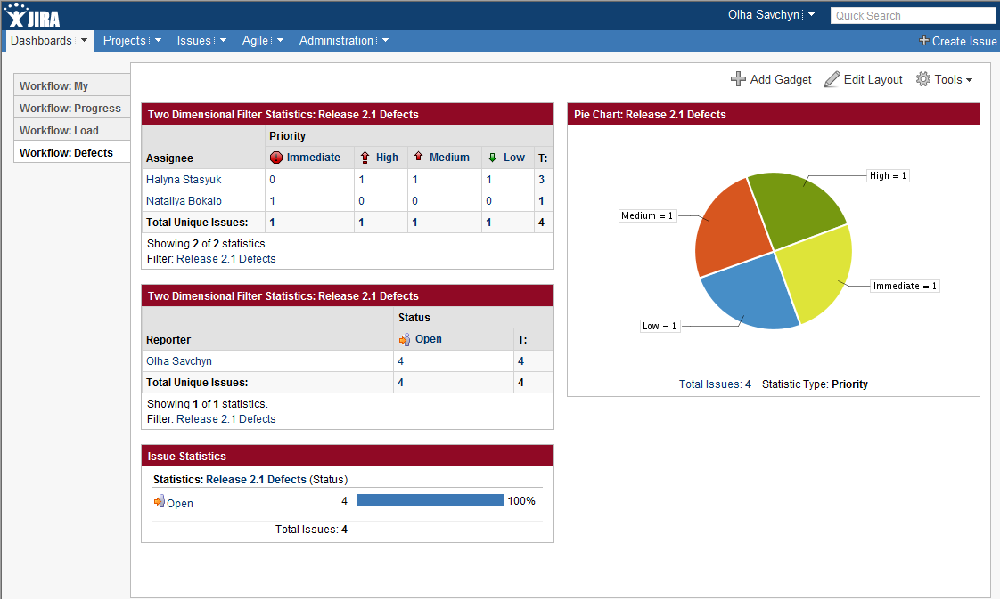 JIRA
Olha Savchyn
Quick Search
Dashboards Projects Issues Agile Administration + Create Issue
Workflow: My
Workflow: Progress
Workflow: Load
Workflow: Defects
Add Gadget Edit Layout Tools
Two Dimensional Filter Statistics: Release 2.1 Defects
Priority
Assignee Immediate High Medium Low T:
Halyna Stasyuk 0 1 1 1 3
Nataliya Bokalo 1 0 0 0 1
Total Unique Issues: 1 1 1 1 4
Showing 2 of 2 statistics.
Filter: Release 2.1 Defects
Two Dimensional Filter Statistics: Release 2.1 Defects
Status
Reporter Open T:
Olha Savchyn 4 4
Total Unique Issues: 4 4
Showing 1 of 1 statistics.
Filter: Release 2.1 Defects
Issue Statistics
Statistics: Release 2.1 Defects (Status)
Open 4 100%
Total Issues: 4
Pie Chart: Release 2.1 Defects
High = 1
Medium = 1
Immediate = 1
Low = 1
Total Issues: 4 Statistic Type: Priority